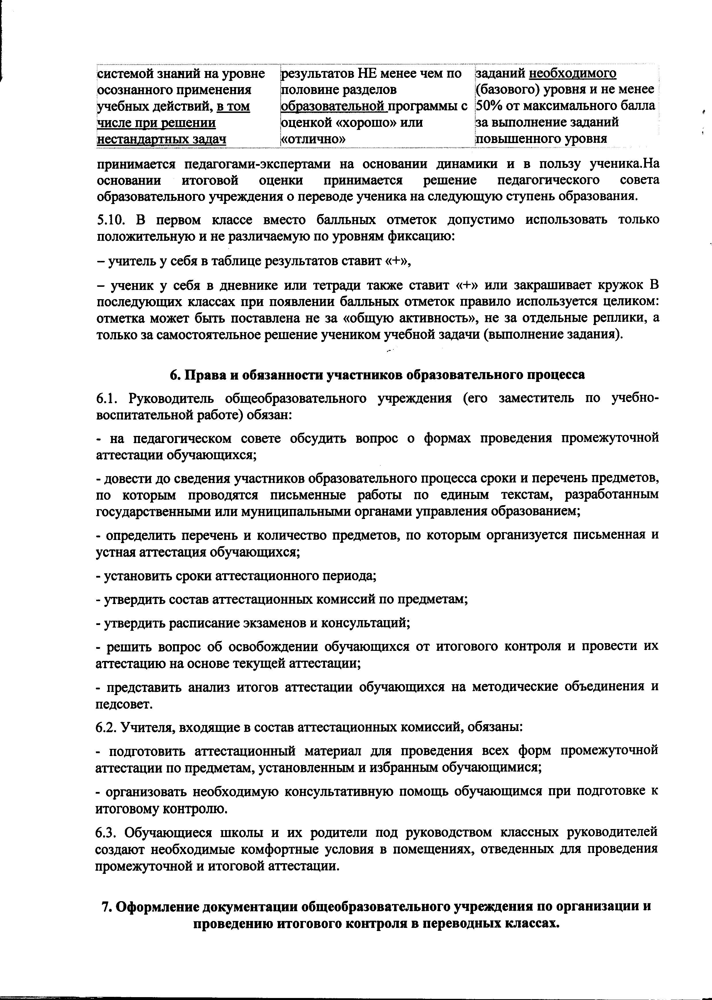 системой знаний на уровне
осознанного применения
учебных действий, в том
числе при решении
нестандартных задач
результатов НЕ менее чем по
половине разделов
образовательной программы с
оценкой «хорошо» или
«отлично»
заданий необходимого
(базового) уровня и не менее
50% от максимального балла
за выполнение заданий
повышенного уровня
принимается педагогами-экспертами на основании динамики и в пользу ученика.На
основании итоговой оценки принимается решение педагогического совета
образовательного учреждения о переводе ученика на следующую ступень образования.
5.10. В первом классе вместо балльных отметок допустимо использовать только
положительную и не различаемую по уровням фиксацию:
– учитель у себя в таблице результатов ставит «+»,
– ученик у себя в дневнике или тетради также ставит «+» или закрашивает кружок В
последующих классах при появлении балльных отметок правило используется целиком:
отметка может быть поставлена не за «общую активность», не за отдельные реплики, а
только за самостоятельное решение учеником учебной задачи (выполнение задания).
6. Права и обязанности участников образовательного процесса
6.1. Руководитель общеобразовательного учреждения (его заместитель по учебно-
воспитательной работе) обязан:
- на педагогическом совете обсудить вопрос о формах проведения промежуточной
аттестации обучающихся;
- довести до сведения участников образовательного процесса сроки и перечень предметов,
по которым проводятся письменные работы по единым текстам, разработанным
государственными или муниципальными органами управления образованием;
- определить перечень и количество предметов, по которым организуется письменная и
устная аттестация обучающихся;
- установить сроки аттестационного периода;
- утвердить состав аттестационных комиссий по предметам;
- утвердить расписание экзаменов и консультаций;
- решить вопрос об освобождении обучающихся от итогового контроля и провести их
аттестацию на основе текущей аттестации;
- представить анализ итогов аттестации обучающихся на методические объединения и
педсовет.
6.2. Учителя, входящие в состав аттестационных комиссий, обязаны:
- подготовить аттестационный материал для проведения всех форм промежуточной
аттестации по предметам, установленным и избранным обучающимися;
- организовать необходимую консультативную помощь обучающимся при подготовке к
итоговому контролю.
6.3. Обучающиеся школы и их родители под руководством классных руководителей
создают необходимые комфортные условия в помещениях, отведенных для проведения
промежуточной и итоговой аттестации.
7. Оформление документации общеобразовательного учреждения по организации и
проведению итогового контроля в переводных классах.